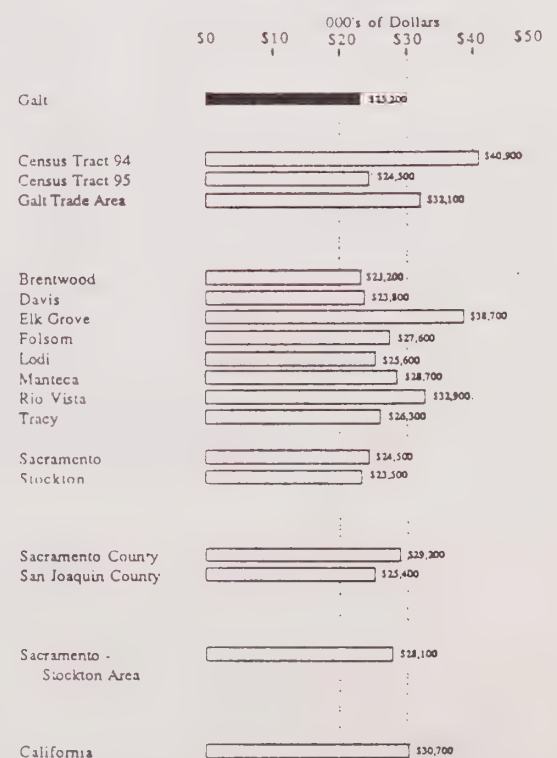 000's of Dollars
$0 $10 $20 $30 $40 $50
Galt $23,200
Census Tract 94 $40,900
Census Tract 95 $24,500
Galt Trade Area $32,100
Brentwood $23,200
Davis $23,800
Elk Grove $38,700
Folsom $27,600
Lodi $25,600
Manteca $28,700
Rio Vista $32,900
Tracy $26,300
Sacramento $24,500
Stockton $23,500
Sacramento County $29,200
San Joaquin County $25,400
Sacramento - $28,100
Stockton Area
California $30,700